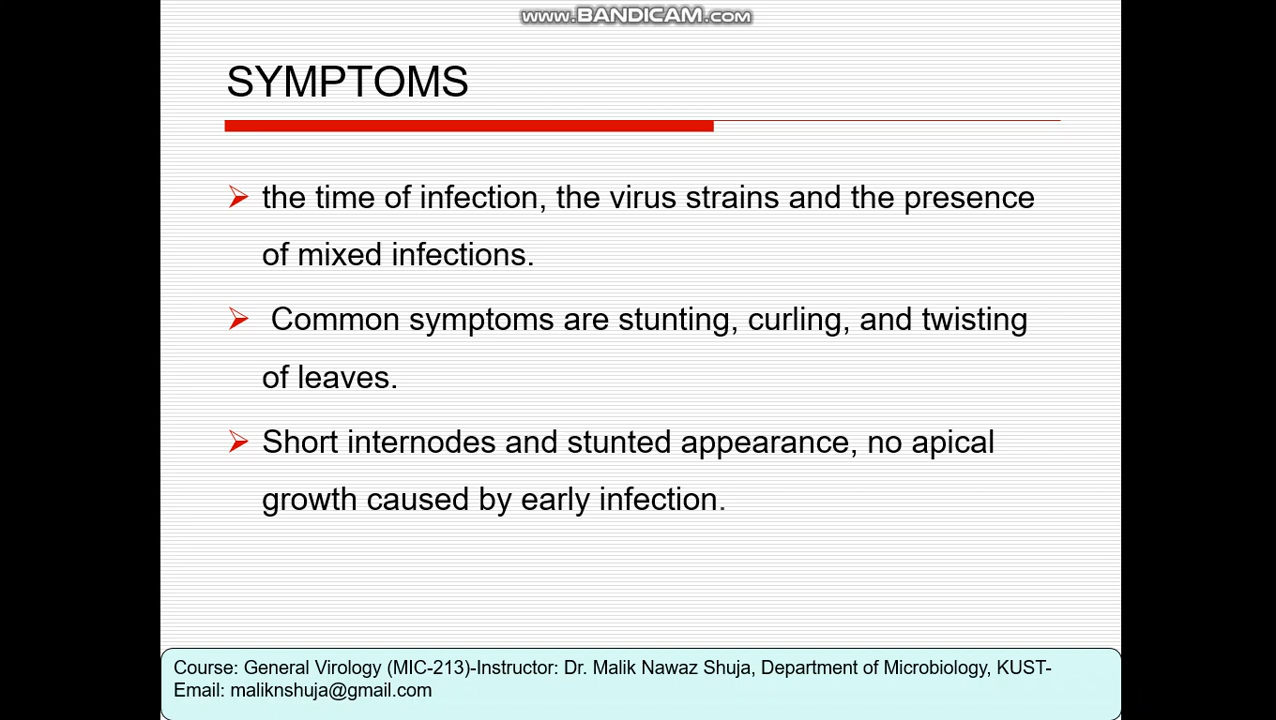 www.BANDICAM.com
SYMPTOMS
the time of infection, the virus strains and the presence
of mixed infections.
Common symptoms are stunting, curling, and twisting
of leaves.
Short internodes and stunted appearance, no apical
growth caused by early infection.
Course: General Virology (MIC-213)-Instructor: Dr. Malik Nawaz Shuja, Department of Microbiology, KUST-
Email: maliknshuja@gmail.com